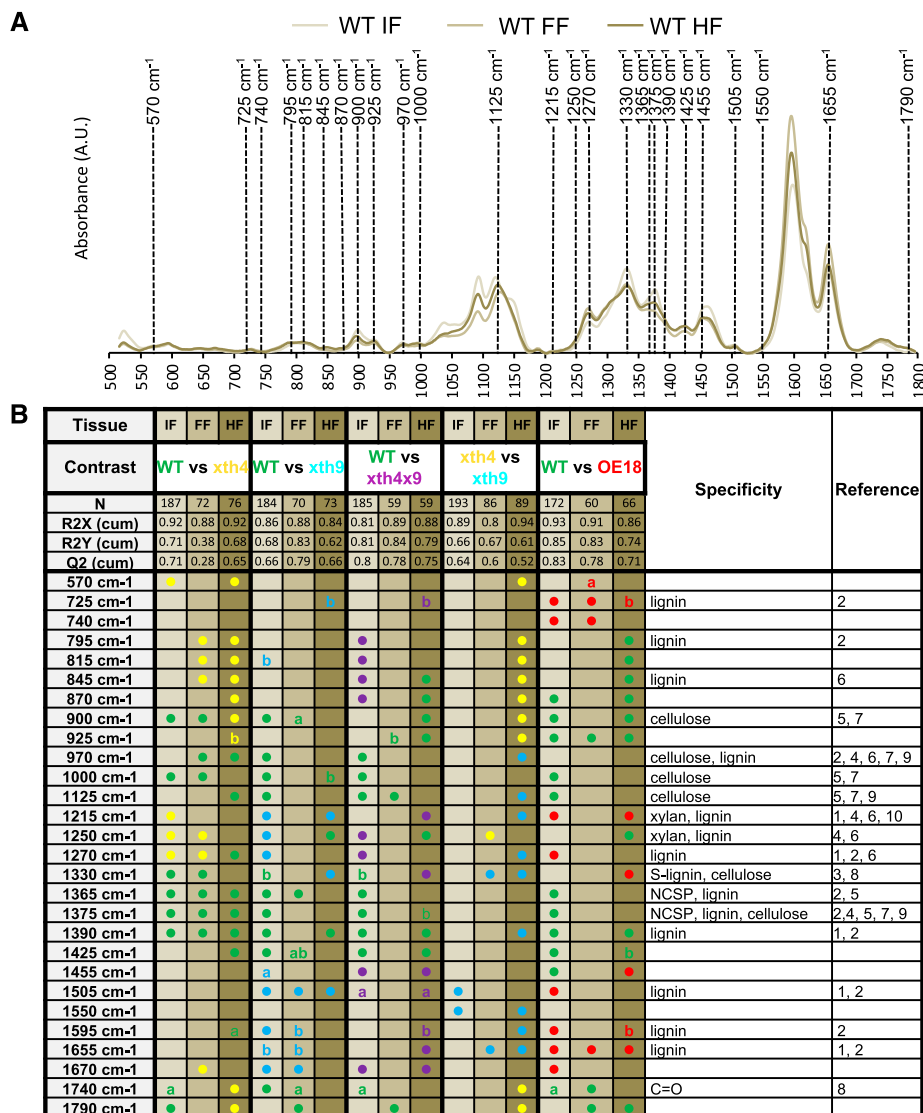 A
WT IF WT FF WT HF
Absorbance (A.U.)
570 cm-1
725 cm-1
740 cm-1
795 cm-1
815 cm-1
845 cm-1
870 cm-1
900 cm-1
925 cm-1
970 cm-1
1000 cm-1
1125 cm-1
1215 cm-1
1250 cm-1
1270 cm-1
1330 cm-1
1365 cm-1
1375 cm-1
1390 cm-1
1425 cm-1
1455 cm-1
1505 cm-1
1550 cm-1
1655 cm-1
1790 cm-1
500 550 600 650 700 750 800 850 900 950 1000 1050 1100 1150 1200 1250 1300 1350 1400 1450 1500 1550 1600 1650 1700 1750 1800
B
Tissue IF FF HF IF FF HF IF FF HF IF FF HF IF FF HF Specificity Reference
Contrast WT vs xth4 WT vs xth9 WT vs xth4x9 xth4 vs xth9 WT vs OE18
N 187 72 76 184 70 73 185 59 59 193 86 89 172 60 66
R2X (cum) 0.92 0.88 0.92 0.86 0.88 0.84 0.81 0.89 0.88 0.89 0.8 0.94 0.93 0.91 0.86
R2Y (cum) 0.71 0.38 0.68 0.68 0.83 0.62 0.81 0.84 0.79 0.66 0.67 0.61 0.85 0.83 0.74
Q2 (cum) 0.71 0.28 0.65 0.66 0.79 0.66 0.8 0.78 0.75 0.64 0.6 0.52 0.83 0.78 0.71
570 cm-1 a
725 cm-1 b b b lignin 2
740 cm-1
795 cm-1 lignin 2
815 cm-1 b
845 cm-1 lignin 6
870 cm-1
900 cm-1 a cellulose 5, 7
925 cm-1 b b
970 cm-1 cellulose, lignin 2, 4, 6, 7, 9
1000 cm-1 b cellulose 5, 7
1125 cm-1 cellulose 5, 7, 9
1215 cm-1 xylan, lignin 1, 4, 6, 10
1250 cm-1 xylan, lignin 4, 6
1270 cm-1 lignin 1, 2, 6
1330 cm-1 b b S-lignin, cellulose 3, 8
1365 cm-1 NCSP, lignin 2, 5
1375 cm-1 b NCSP, lignin, cellulose 2,4, 5, 7, 9
1390 cm-1 lignin 1, 2
1425 cm-1 ab b
1455 cm-1 a
1505 cm-1 a a lignin 1, 2
1550 cm-1
1595 cm-1 a b b b lignin 2
1655 cm-1 b b lignin 1, 2
1670 cm-1
1740 cm-1 a a a a C=O 8
1790 cm-1